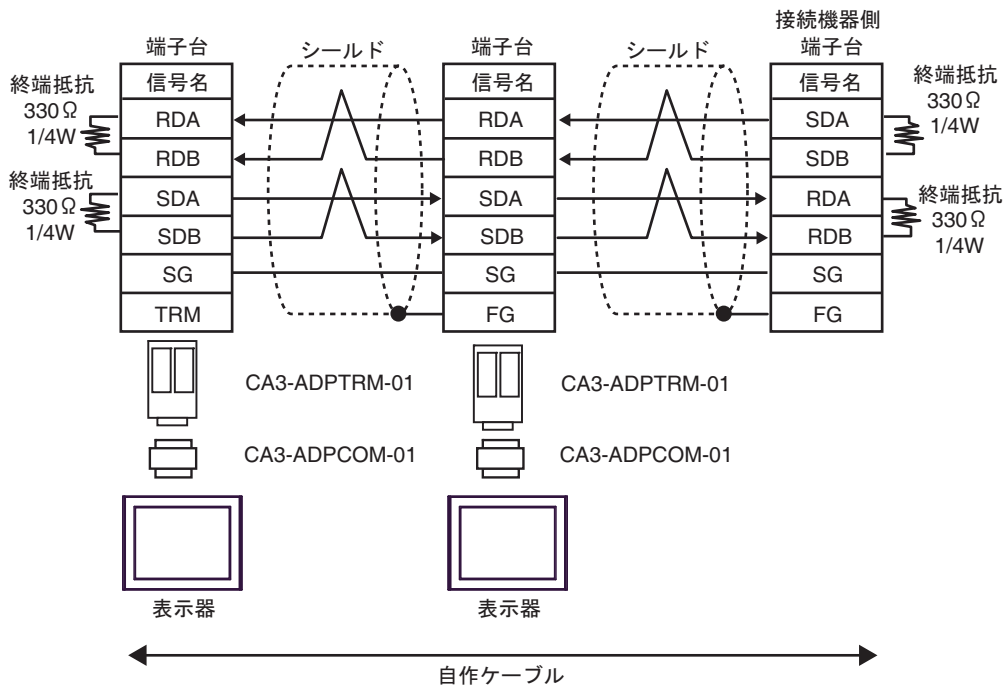 接続機器側
端子台
シールド
端子台
シールド
端子台
終端抵抗
330Ω
1/4W
終端抵抗
330Ω
1/4W
信号名
RDA
RDB
SDA
SDB
SG
TRM
信号名
RDA
RDB
SDA
SDB
SG
FG
信号名
SDA
SDB
RDA
RDB
SG
FG
終端抵抗
330Ω
1/4W
終端抵抗
330Ω
1/4W
CA3-ADPTRM-01
CA3-ADPTRM-01
CA3-ADPCOM-01
CA3-ADPCOM-01
表示器
表示器
自作ケーブル